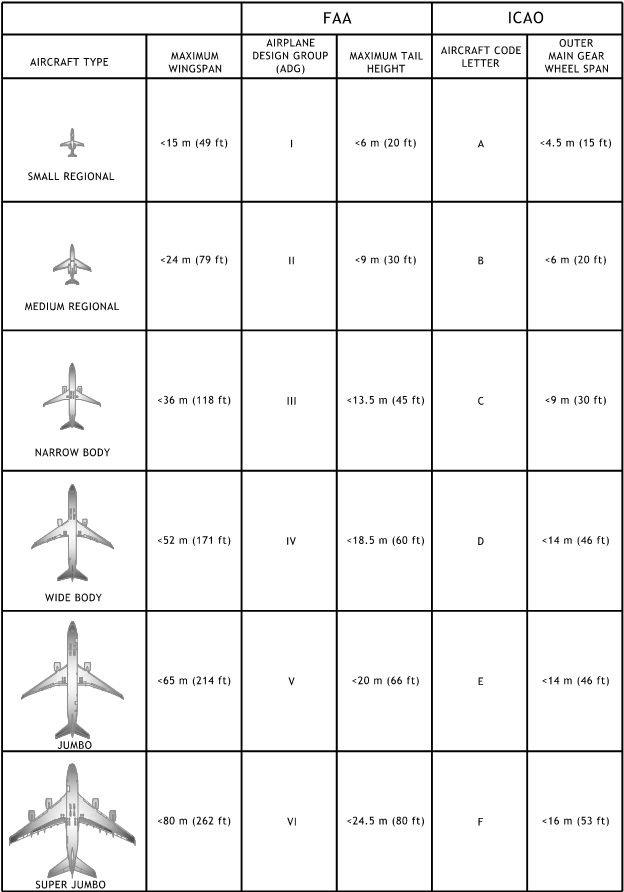 FAA ICAO
AIRCRAFT TYPE
MAXIMUM
WINGSPAN
AIRPLANE
DESIGN GROUP
(ADG)
MAXIMUM TAIL
HEIGHT
AIRCRAFT CODE
LETTER
OUTER
MAIN GEAR
WHEEL SPAN
SMALL REGIONAL
<15 m (49 ft)
I
<6 m (20 ft)
A
<4.5 m (15 ft)
MEDIUM REGIONAL
<24 m (79 ft)
II
<9 m (30 ft)
B
<6 m (20 ft)
NARROW BODY
<36 m (118 ft)
III
<13.5 m (45 ft)
C
<9 m (30 ft)
WIDE BODY
<52 m (171 ft)
IV
<18.5 m (60 ft)
D
<14 m (46 ft)
JUMBO
<65 m (214 ft)
V
<20 m (66 ft)
E
<14 m (46 ft)
SUPER JUMBO
<80 m (262 ft)
VI
<24.5 m (80 ft)
F
<16 m (53 ft)